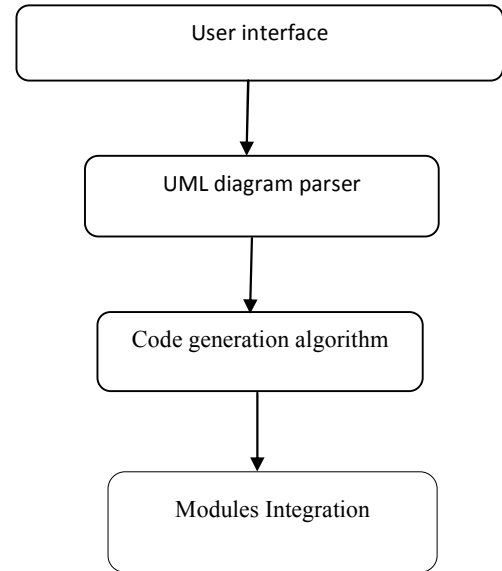 User interface
UML diagram parser
Code generation algorithm
Modules Integration